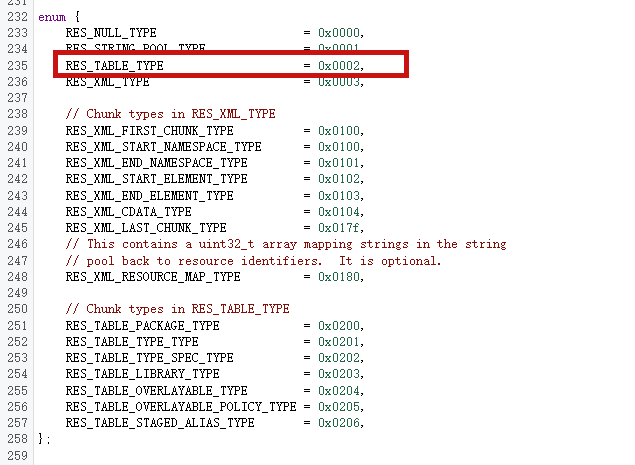 231
232 enum {
233 RES_NULL_TYPE = 0x0000,
234 RES_STRING_POOL_TYPE = 0x0001,
235 RES_TABLE_TYPE = 0x0002,
236 RES_XML_TYPE = 0x0003,
237
238 // Chunk types in RES_XML_TYPE
239 RES_XML_FIRST_CHUNK_TYPE = 0x0100,
240 RES_XML_START_NAMESPACE_TYPE = 0x0100,
241 RES_XML_END_NAMESPACE_TYPE = 0x0101,
242 RES_XML_START_ELEMENT_TYPE = 0x0102,
243 RES_XML_END_ELEMENT_TYPE = 0x0103,
244 RES_XML_CDATA_TYPE = 0x0104,
245 RES_XML_LAST_CHUNK_TYPE = 0x017f,
246 // This contains a uint32_t array mapping strings in the string
247 // pool back to resource identifiers. It is optional.
248 RES_XML_RESOURCE_MAP_TYPE = 0x0180,
249
250 // Chunk types in RES_TABLE_TYPE
251 RES_TABLE_PACKAGE_TYPE = 0x0200,
252 RES_TABLE_TYPE_TYPE = 0x0201,
253 RES_TABLE_TYPE_SPEC_TYPE = 0x0202,
254 RES_TABLE_LIBRARY_TYPE = 0x0203,
255 RES_TABLE_OVERLAYABLE_TYPE = 0x0204,
256 RES_TABLE_OVERLAYABLE_POLICY_TYPE = 0x0205,
257 RES_TABLE_STAGED_ALIAS_TYPE = 0x0206,
258 };
259